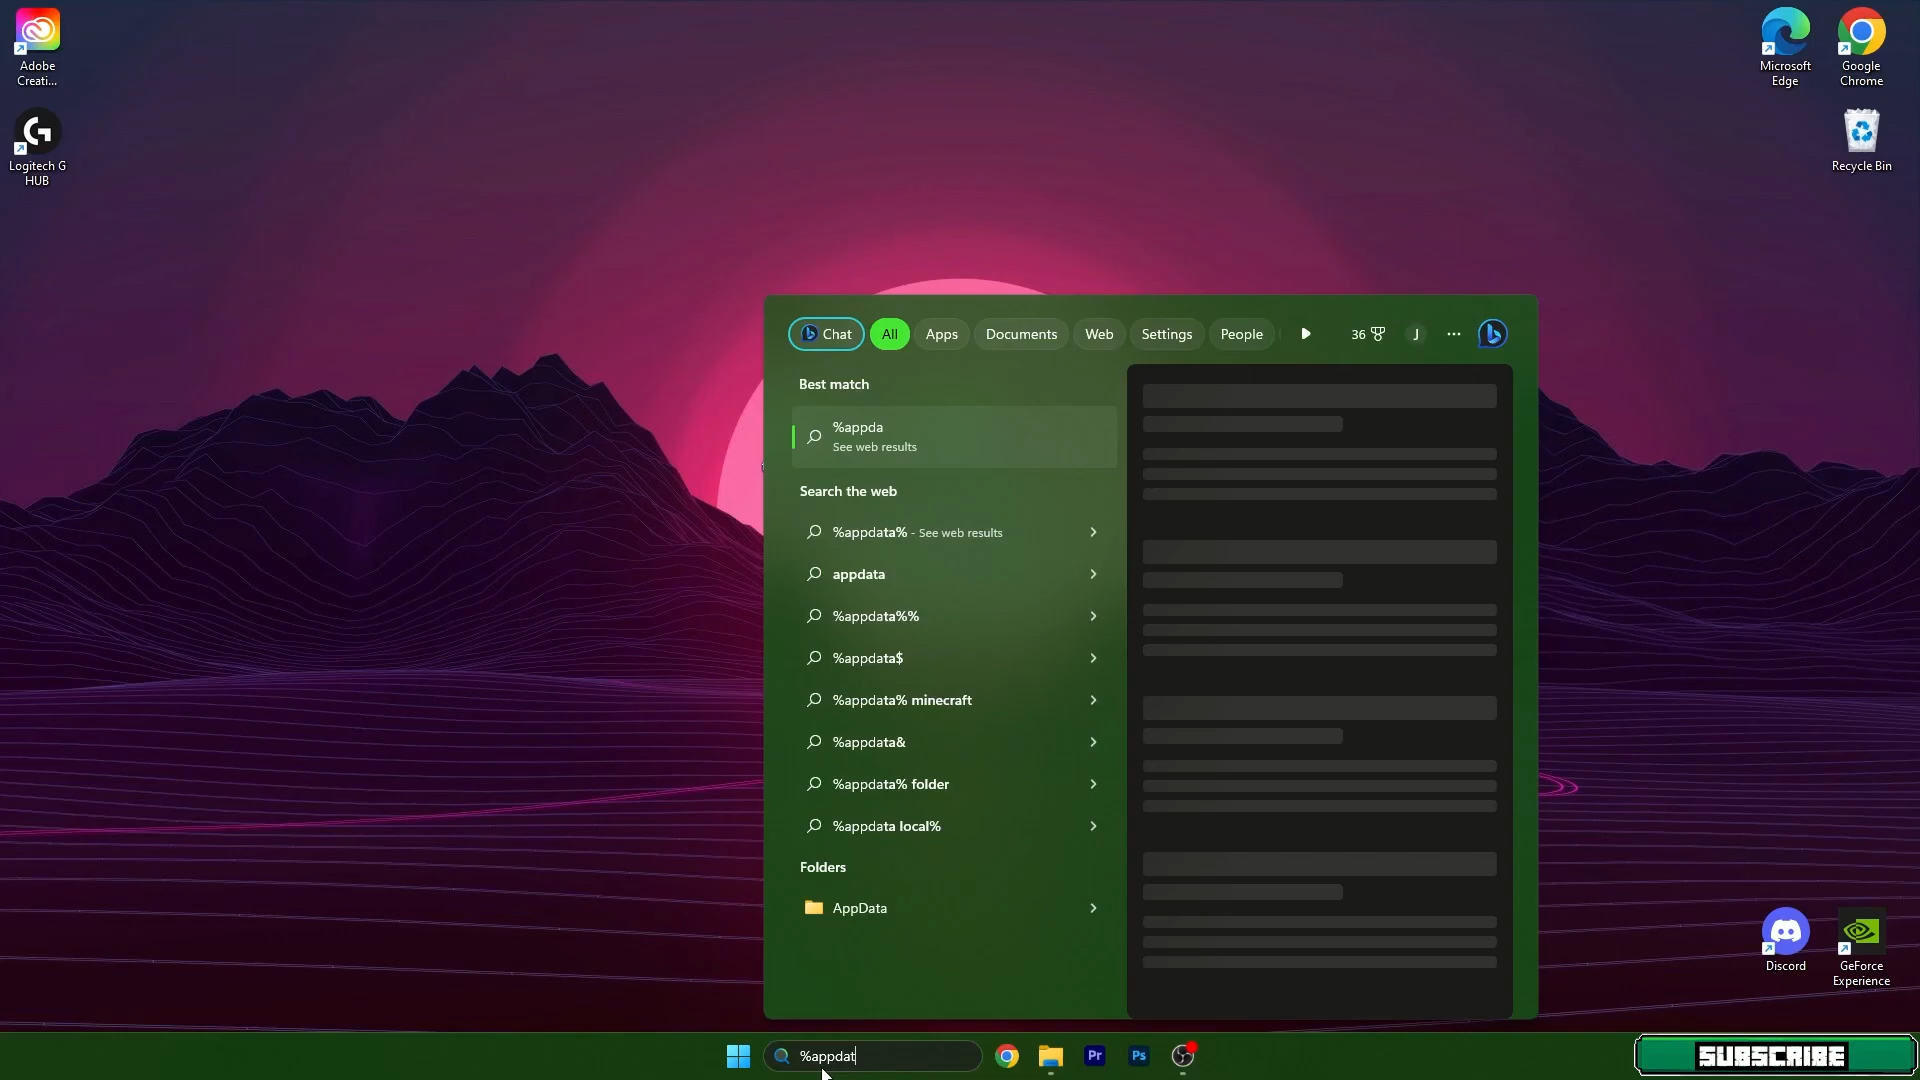 Adobe
Creati...
Logitech G
HUB
Microsoft
Edge
Google
Chrome
Recycle Bin
Chat
All
Apps
Documents
Web
Settings
People
36
J
Best match
%appda
See web results
Search the web
%appdata% - See web results
appdata
%appdata%%
%appdata$
%appdata% minecraft
%appdata&
%appdata% folder
%appdata local%
Folders
AppData
Discord
GeForce
Experience
%appdat
Pr
Ps
SUBSCRIBE